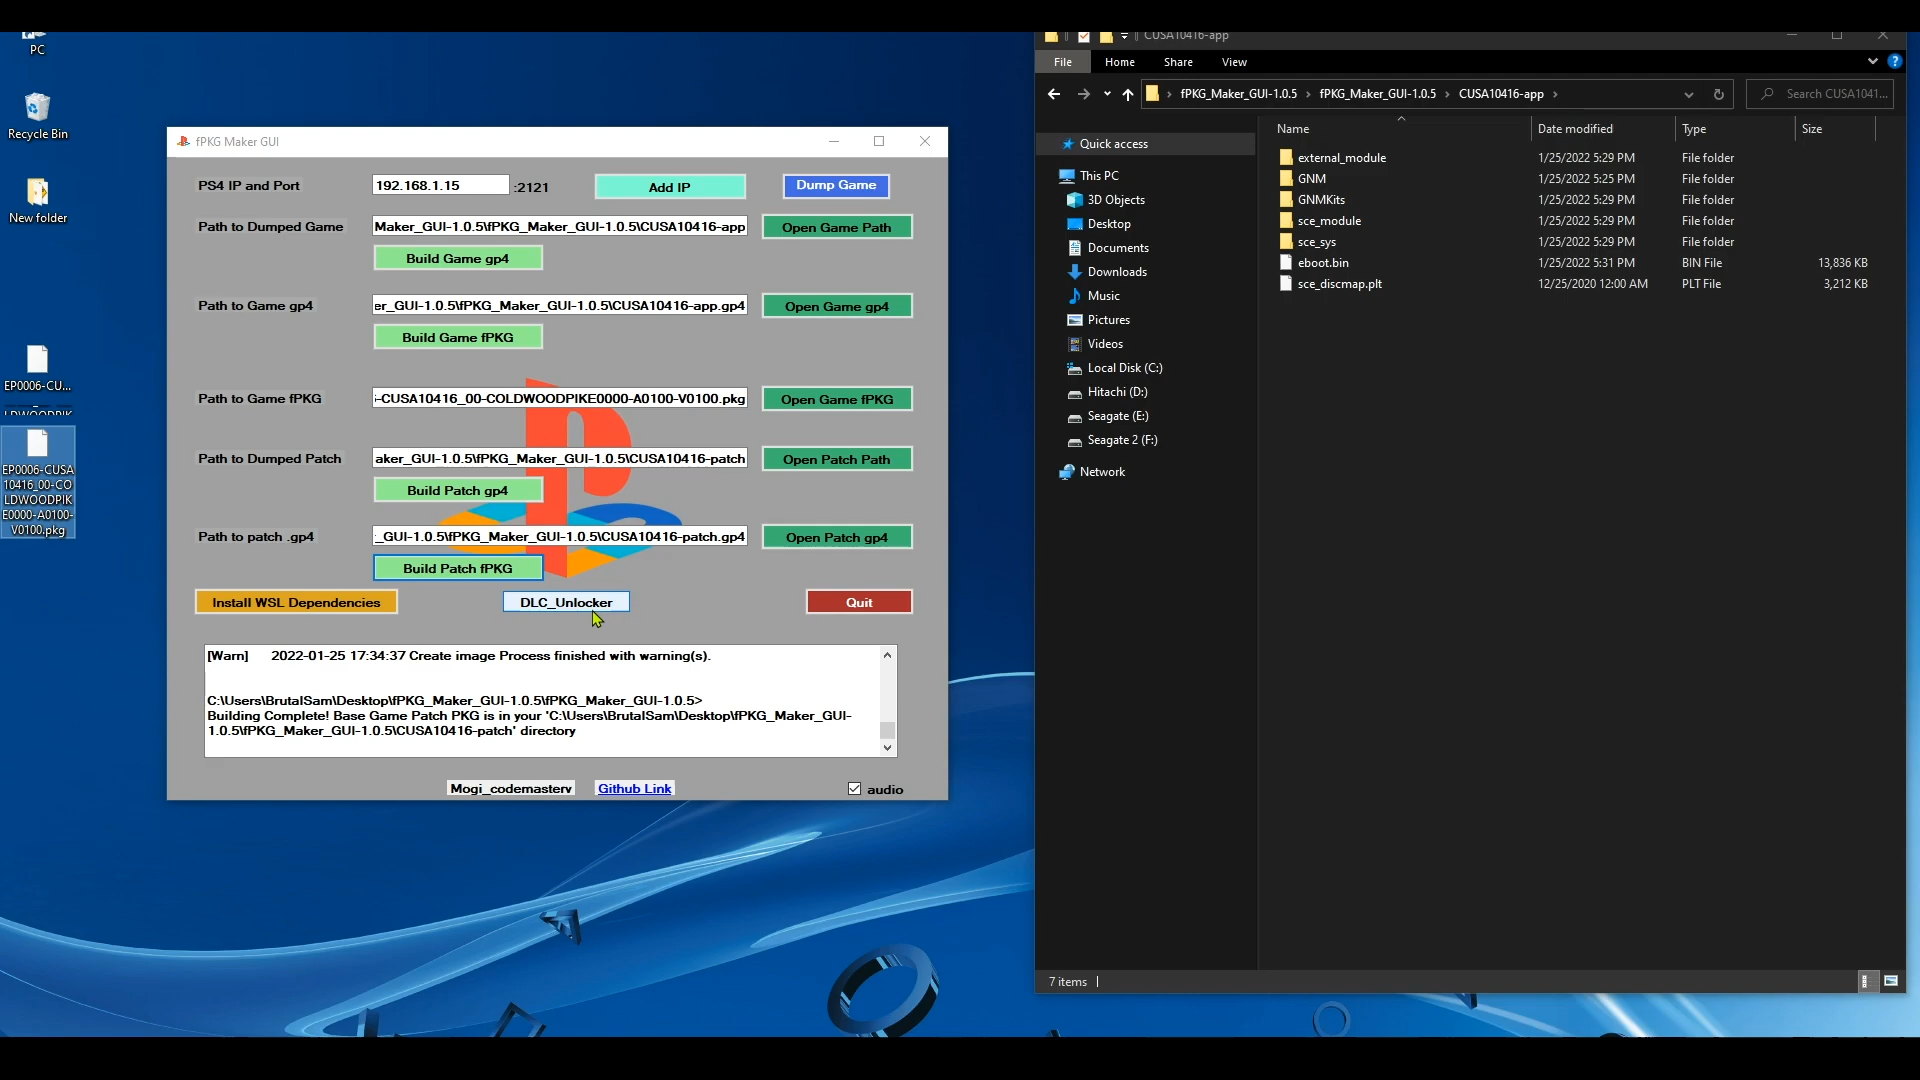 PC
Recycle Bin
New folder
EP0006-CU...
EP0006-CUSA
10416_00-CO
LDWOODPIK
E0000-A0100-
V0100.pkg
fPKG Maker GUI
PS4 IP and Port
192.168.1.15
:2121
Add IP
Dump Game
Path to Dumped Game
Maker_GUI-1.0.5\fPKG_Maker_GUI-1.0.5\CUSA10416-app
Open Game Path
Build Game gp4
Path to Game gp4
er_GUI-1.0.5\fPKG_Maker_GUI-1.0.5\CUSA10416-app.gp4
Open Game gp4
Build Game fPKG
Path to Game fPKG
-CUSA10416_00-COLDWOODPIKE0000-A0100-V0100.pkg
Open Game fPKG
Path to Dumped Patch
aker_GUI-1.0.5\fPKG_Maker_GUI-1.0.5\CUSA10416-patch
Open Patch Path
Build Patch gp4
Path to patch .gp4
_GUI-1.0.5\fPKG_Maker_GUI-1.0.5\CUSA10416-patch.gp4
Open Patch gp4
Build Patch fPKG
Install WSL Dependencies
DLC_Unlocker
Quit
[Warn] 2022-01-25 17:34:37 Create image Process finished with warning(s).
C:\Users\BrutalSam\Desktop\fPKG_Maker_GUI-1.0.5\fPKG_Maker_GUI-1.0.5>
Building Complete! Base Game Patch PKG is in your 'C:\Users\BrutalSam\Desktop\fPKG_Maker_GUI-
1.0.5\fPKG_Maker_GUI-1.0.5\CUSA10416-patch' directory
Mogi_codemasterv
Github Link
audio
CUSA10416-app
File Home Share View
fPKG_Maker_GUI-1.0.5 > fPKG_Maker_GUI-1.0.5 > CUSA10416-app >
Search CUSA1041...
Name Date modified Type Size
Quick access
This PC
3D Objects
Desktop
Documents
Downloads
Music
Pictures
Videos
Local Disk (C:)
Hitachi (D:)
Seagate (E:)
Seagate 2 (F:)
Network
external_module 1/25/2022 5:29 PM File folder
GNM 1/25/2022 5:25 PM File folder
GNMKits 1/25/2022 5:29 PM File folder
sce_module 1/25/2022 5:29 PM File folder
sce_sys 1/25/2022 5:29 PM File folder
eboot.bin 1/25/2022 5:31 PM BIN File 13,836 KB
sce_discmap.plt 12/25/2020 12:00 AM PLT File 3,212 KB
7 items